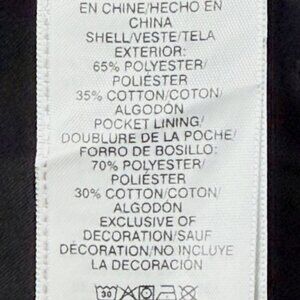 EN CHINE/HECHO EN
CHINA
SHELL/VESTE/TELA
EXTERIOR:
65% POLYESTER/
POLIÉSTER
35% COTTON/COTON/
ALGODÓN
POCKET LINING/
DOUBLURE DE LA POCHE/
FORRO DE BOSILLO:
70% POLYESTER/
POLIÉSTER
30% COTTON/COTON/
ALGODÓN
EXCLUSIVE OF
DECORATION/SAUF
DÉCORATION/NO INCLUYE
LA DECORACIÓN
30